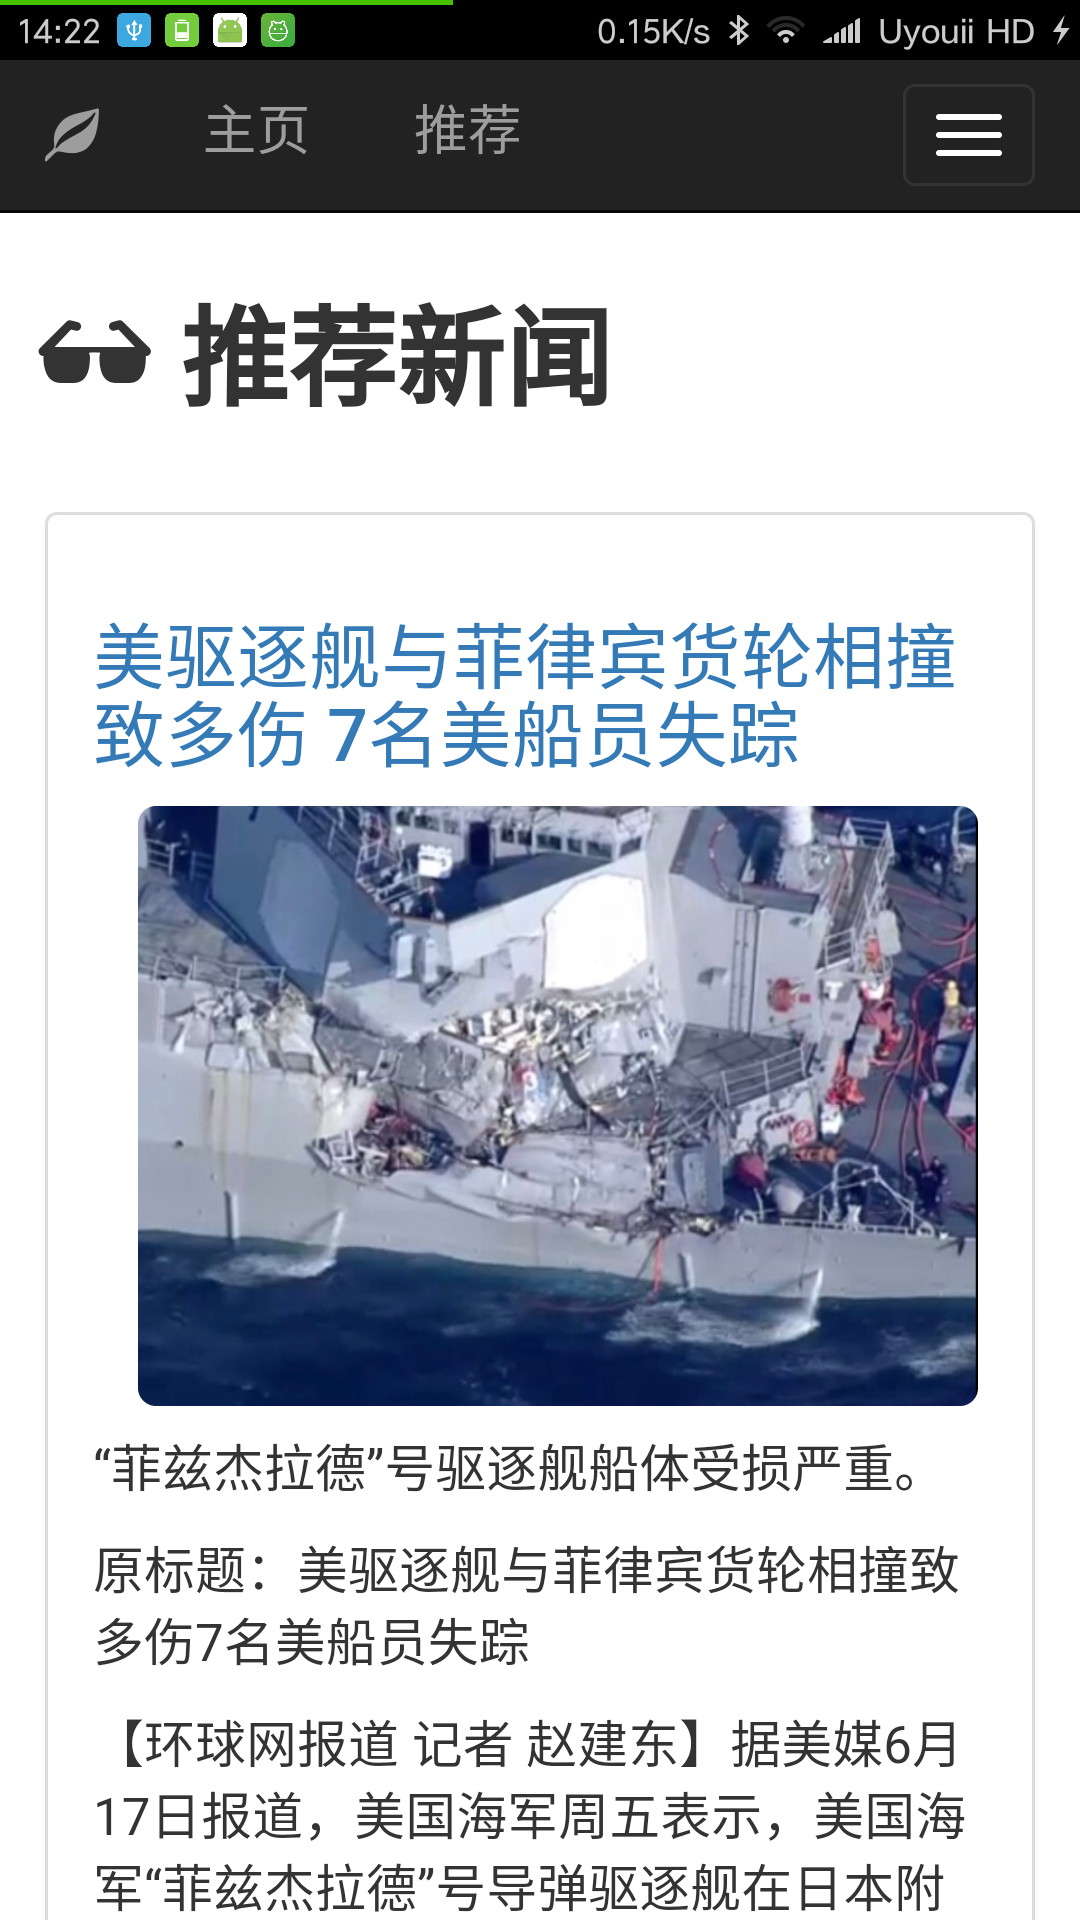 14:22 0.15K/s Uyouii HD
主页 推荐
推荐新闻
美驱逐舰与菲律宾货轮相撞
致多伤 7名美船员失踪
“菲兹杰拉德”号驱逐舰船体受损严重。
原标题：美驱逐舰与菲律宾货轮相撞致
多伤7名美船员失踪
【环球网报道 记者 赵建东】据美媒6月
17日报道，美国海军周五表示，美国海
军“菲兹杰拉德”号导弹驱逐舰在日本附